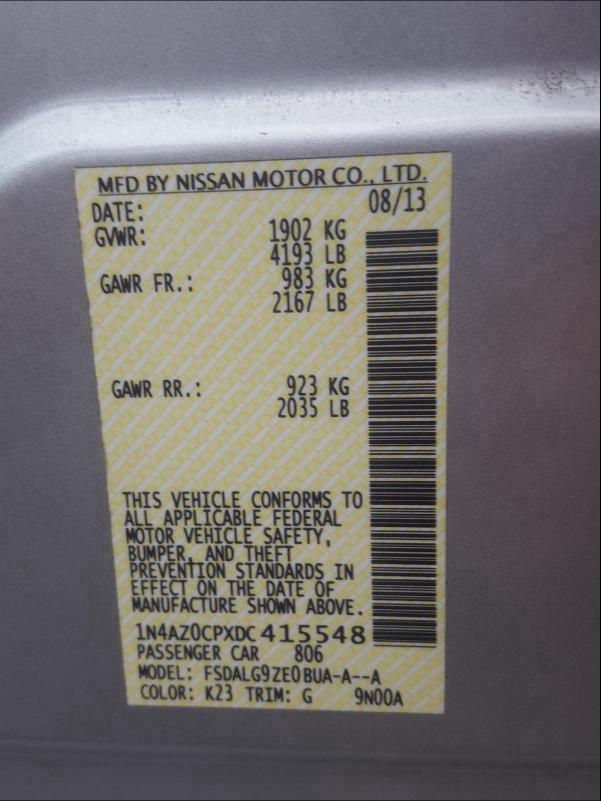 MFD BY NISSAN MOTOR CO., LTD.
DATE: 08/13
GVWR: 1902 KG
4193 LB
GAWR FR.: 983 KG
2167 LB
GAWR RR.: 923 KG
2035 LB
THIS VEHICLE CONFORMS TO
ALL APPLICABLE FEDERAL
MOTOR VEHICLE SAFETY,
BUMPER, AND THEFT
PREVENTION STANDARDS IN
EFFECT ON THE DATE OF
MANUFACTURE SHOWN ABOVE.
1N4AZ0CPXDC415548
PASSENGER CAR 806
MODEL: FSDALG9ZE0BUA-A--A
COLOR: K23 TRIM: G 9N00A